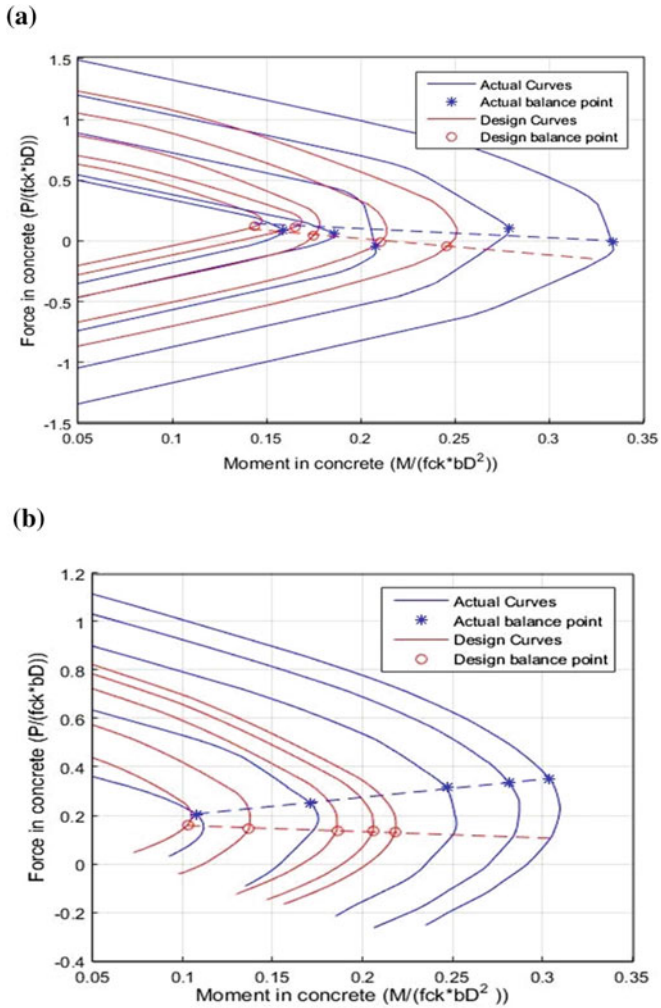 (a)
1.5
1
0.5
0
-0.5
-1
-1.5
Force in concrete (P/(fck*bD))
Actual Curves
Actual balance point
Design Curves
Design balance point
0.05 0.1 0.15 0.2 0.25 0.3 0.35
Moment in concrete (M/(fck*bD²))
(b)
1.2
1
0.8
0.6
0.4
0.2
0
-0.2
-0.4
Force in concrete (P/(fck*bD))
Actual Curves
Actual balance point
Design Curves
Design balance point
0.05 0.1 0.15 0.2 0.25 0.3 0.35
Moment in concrete (M/(fck*bD² ))